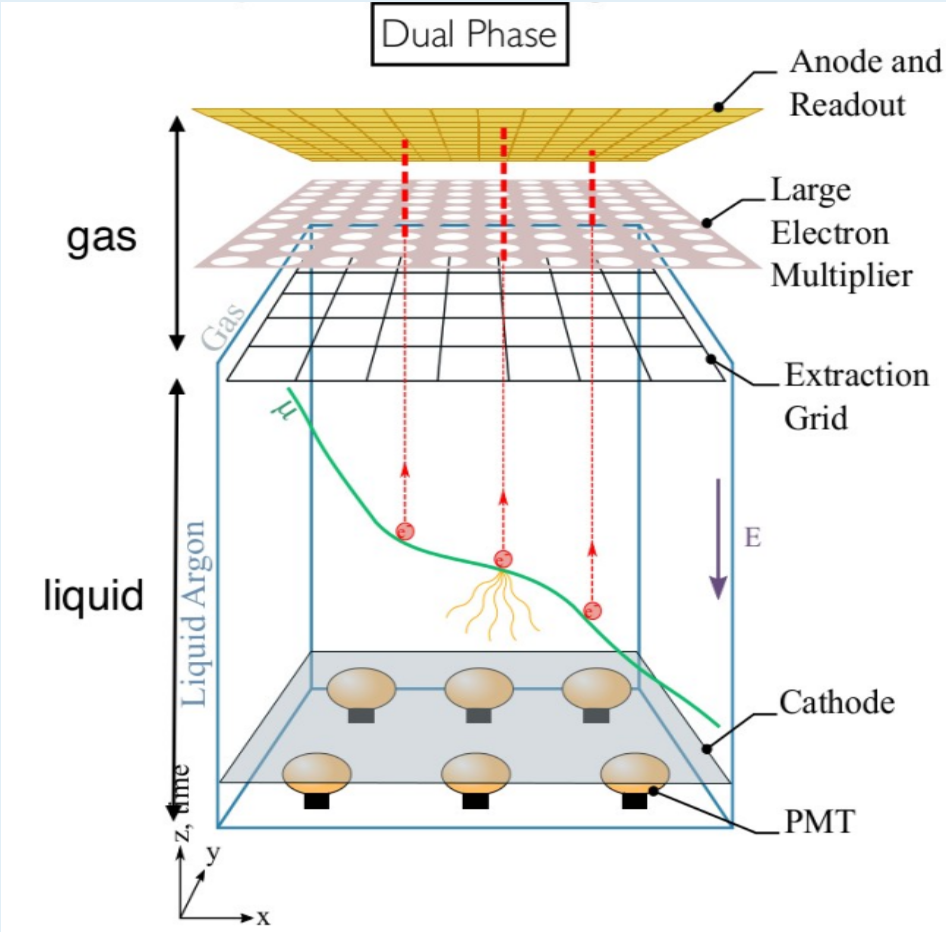 Dual Phase
Anode and
Readout
Large
Electron
Multiplier
gas
Gas
Extraction
Grid
μ
E
liquid
Liquid Argon
e-
e-
e-
Cathode
PMT
z, time
y
x